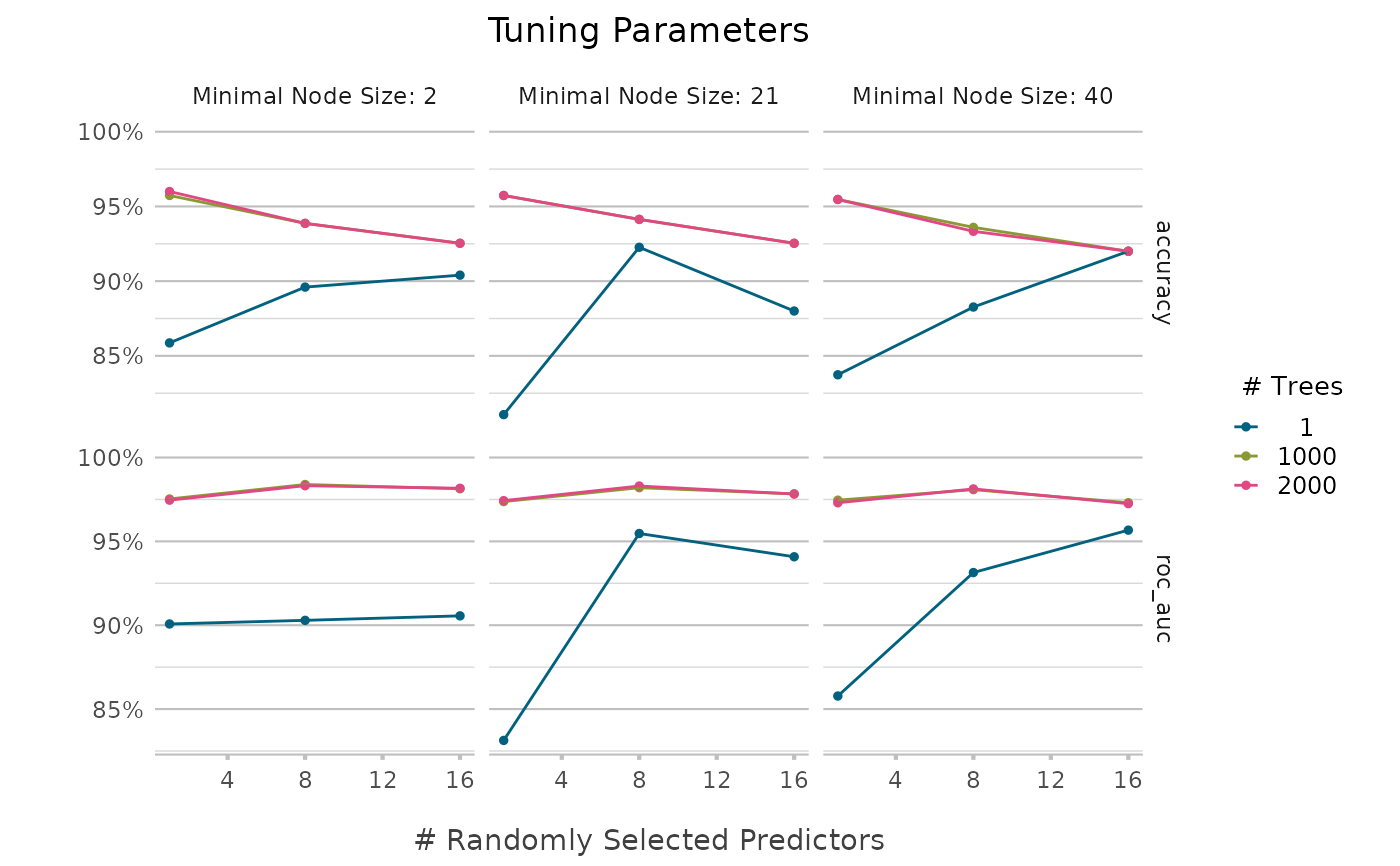 Tuning Parameters
Minimal Node Size: 2
Minimal Node Size: 21
Minimal Node Size: 40
100%
95%
90%
85%
accuracy
100%
95%
90%
85%
roc_auc
4 8 12 16
4 8 12 16
4 8 12 16
# Randomly Selected Predictors
# Trees
1
1000
2000